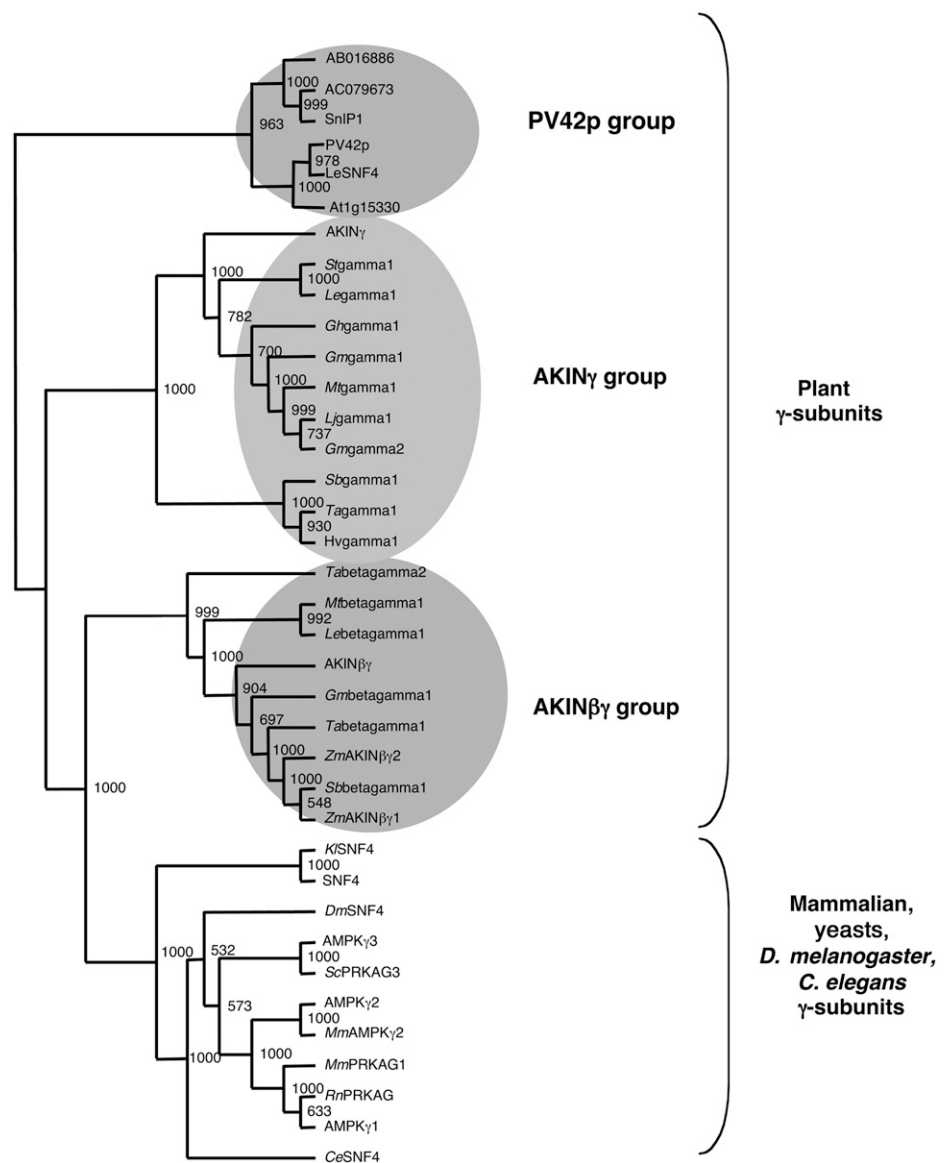 AB016886
1000
AC079673
999
SnIP1
963
PV42p
978
LeSNF4
1000
At1g15330
PV42p group
AKINγ
1000
Stgamma1
1000
Legamma1
782
Ghgamma1
700
Gmgamma1
1000
Mtgamma1
1000
999
Ljgamma1
737
Gmgamma2
AKINγ group
Sbgamma1
1000
Tagamma1
930
Hvgamma1
Plant
γ-subunits
Tabetagamma2
999
Mtbetagamma1
992
Lebetagamma1
1000
AKINβγ
904
Gmbetagamma1
697
Tabetagamma1
1000
ZmAKINβγ2
1000
1000
Sbbetagamma1
548
ZmAKINβγ1
AKINβγ group
KlSNF4
1000
SNF4
DmSNF4
1000
532
AMPKγ3
1000
ScPRKAG3
573
AMPKγ2
1000
MmAMPKγ2
1000
1000
MmPRKAG1
1000
RnPRKAG
633
AMPKγ1
CeSNF4
Mammalian,
yeasts,
D. melanogaster,
C. elegans
γ-subunits